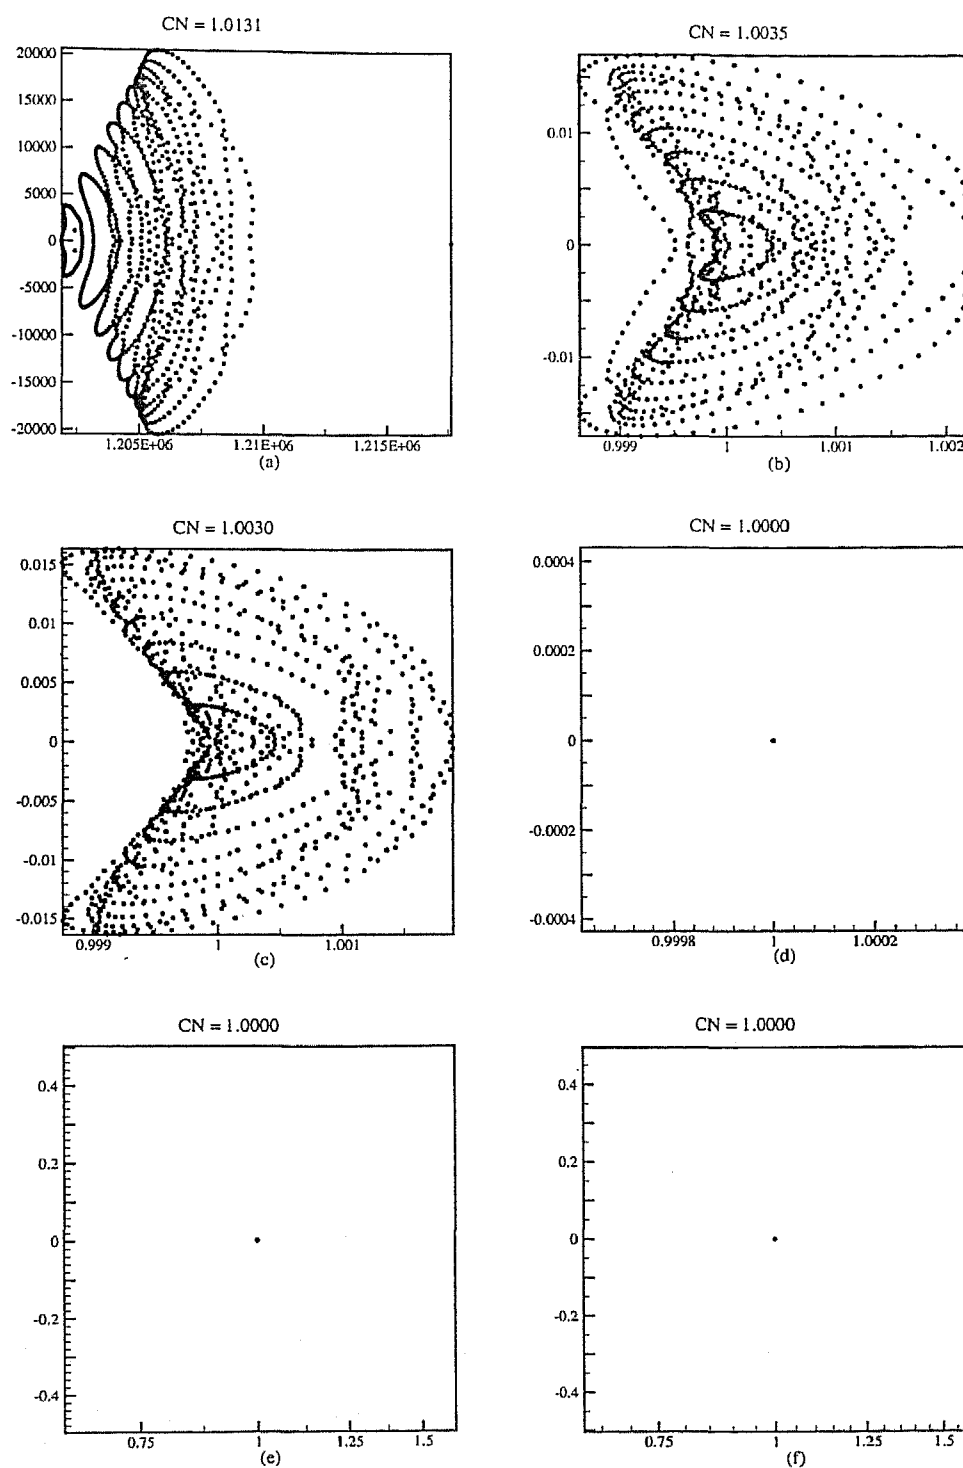 CN = 1.0131
20000
15000
10000
5000
0
-5000
-10000
-15000
-20000
1.205E+06 1.21E+06 1.215E+06
(a)
CN = 1.0035
0.01
0
-0.01
0.999 1 1.001 1.002
(b)
CN = 1.0030
0.015
0.01
0.005
0
-0.005
-0.01
-0.015
0.999 1 1.001
(c)
CN = 1.0000
0.0004
0.0002
0
-0.0002
-0.0004
0.9998 1 1.0002
(d)
CN = 1.0000
0.4
0.2
0
-0.2
-0.4
0.75 1 1.25 1.5
(e)
CN = 1.0000
0.4
0.2
0
-0.2
-0.4
0.75 1 1.25 1.5
(f)